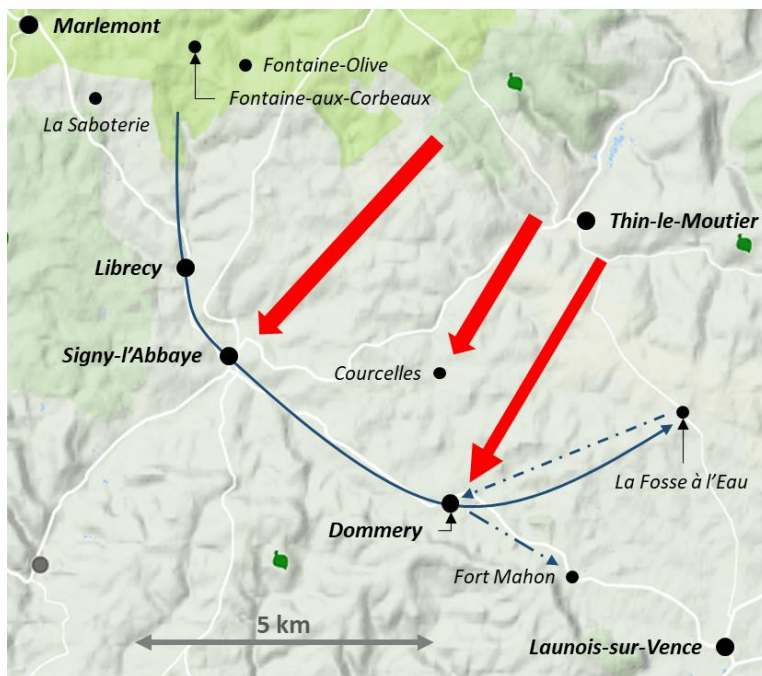 Marlemont
Fontaine-Olive
Fontaine-aux-Corbeaux
La Saboterie
Thin-le-Moutier
Librecy
Signy-l’Abbaye
Courcelles
La Fosse à l’Eau
Dommery
Fort Mahon
5 km
Launois-sur-Vence